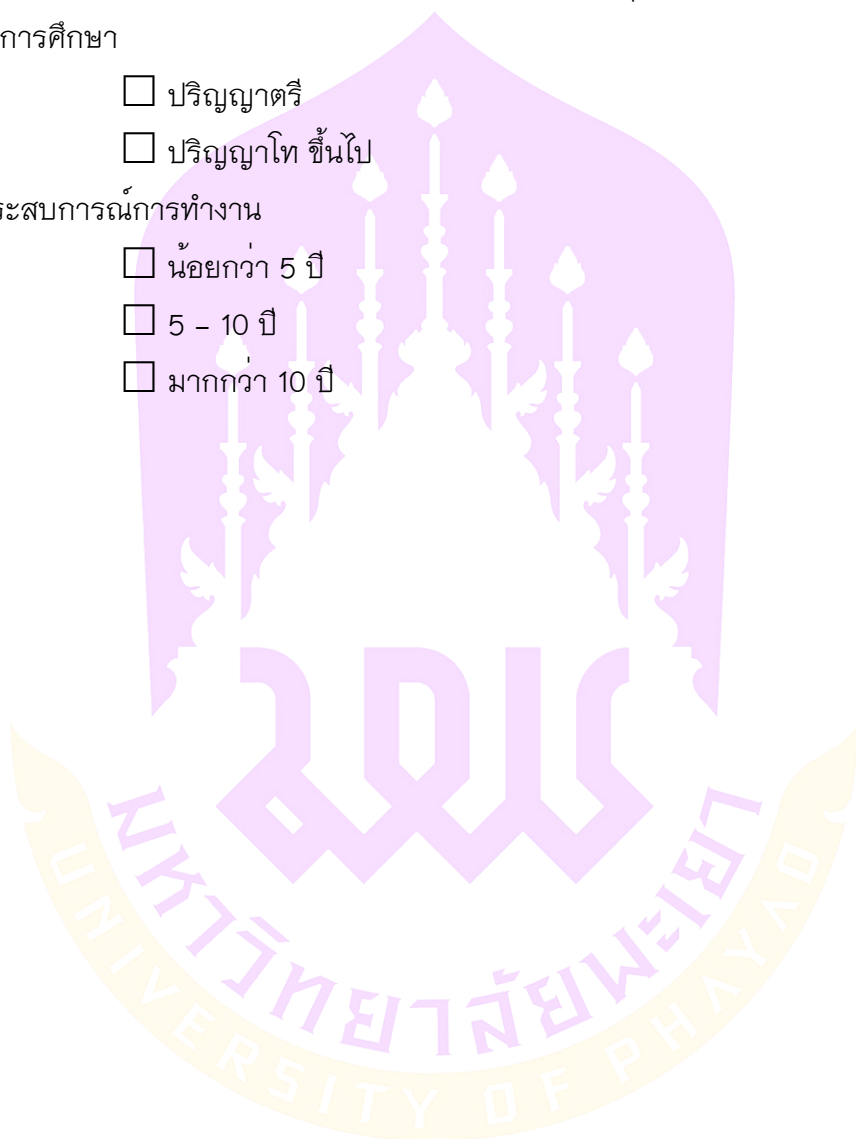 การศึกษา
☐ ปริญญาตรี
☐ ปริญญาโท ขึ้นไป
ระสบการณ์การทำงาน
☐ น้อยกว่า 5 ปี
☐ 5 – 10 ปี
☐ มากกว่า 10 ปี
มหาวิทยาลัยพะเยา
UNIVERSITY OF PHAYAO